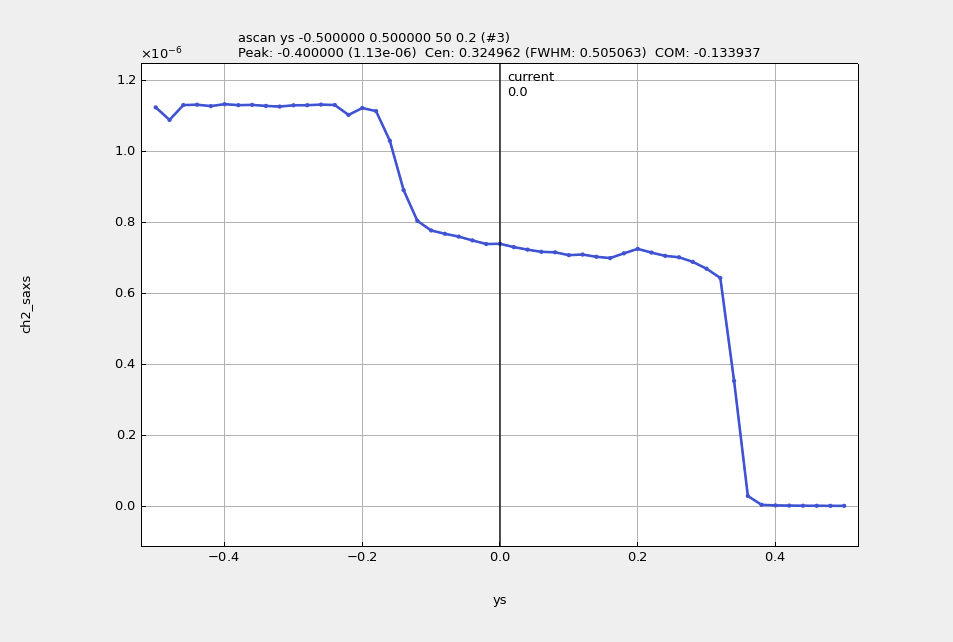 ascan ys -0.500000 0.500000 50 0.2 (#3)
Peak: -0.400000 (1.13e-06)  Cen: 0.324962 (FWHM: 0.505063)  COM: -0.133937
×10⁻⁶
current
0.0
1.2
1.0
0.8
0.6
0.4
0.2
0.0
ch2_saxs
−0.4
−0.2
0.0
0.2
0.4
ys